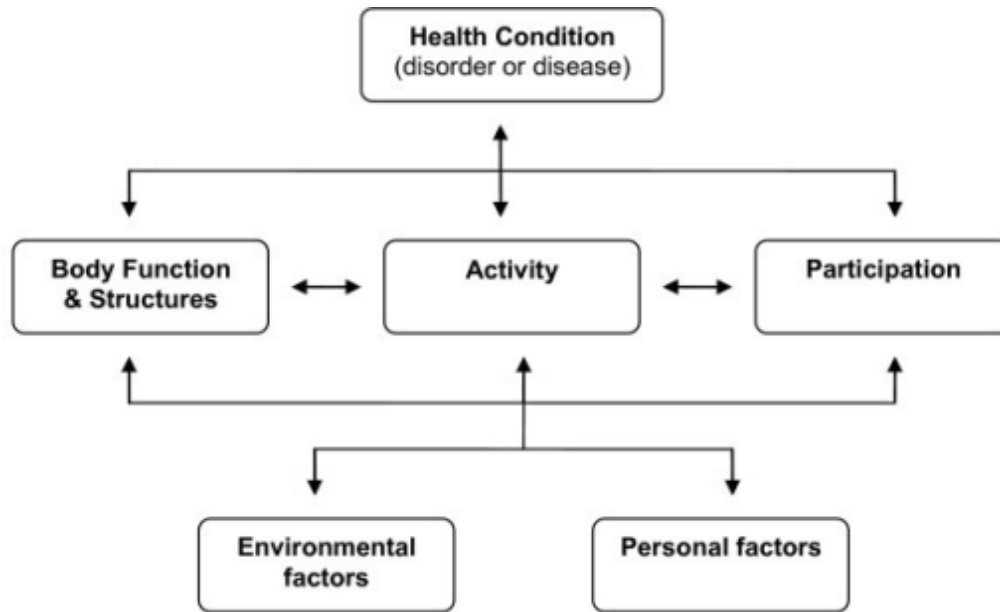 Health Condition
(disorder or disease)
Body Function
& Structures
Activity
Participation
Environmental
factors
Personal factors